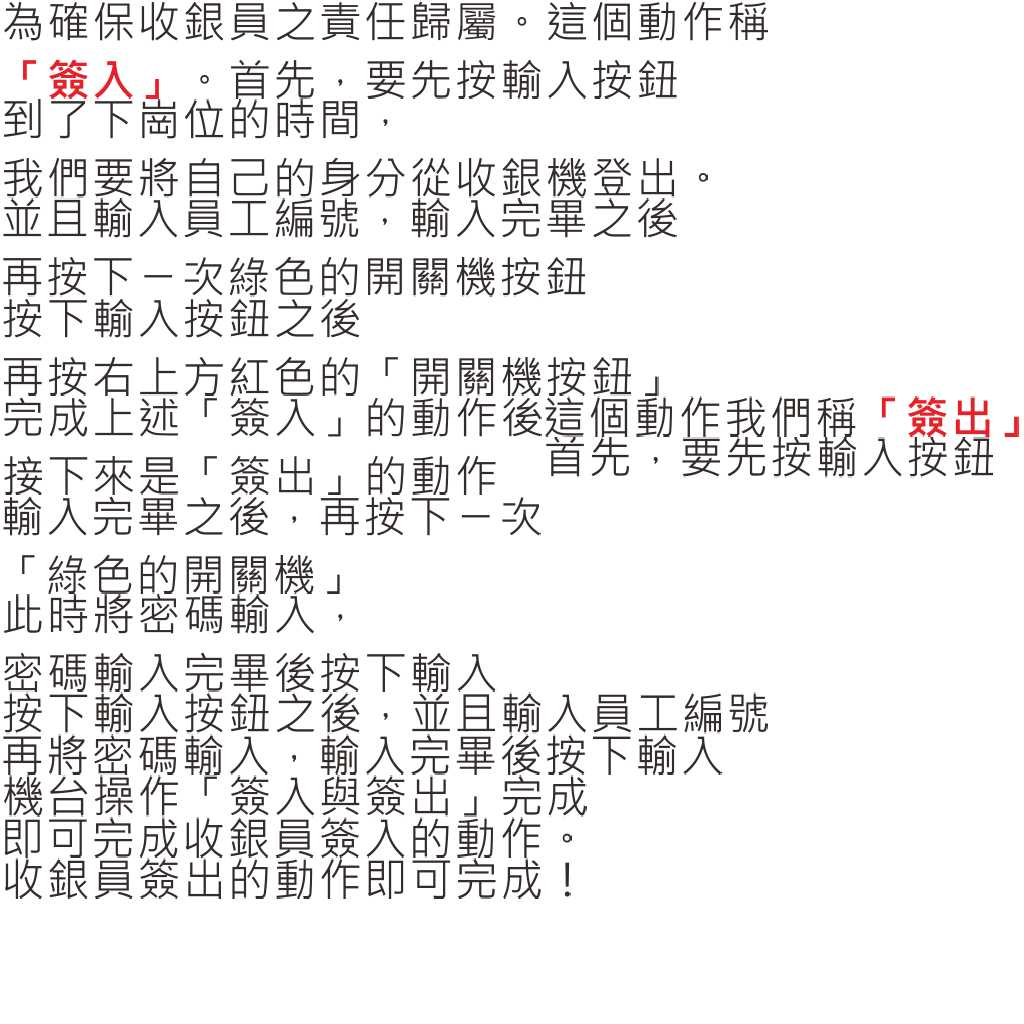 為確保收銀員之責任歸屬。這個動作稱
「簽入」。首先，要先按輸入按鈕
到了下崗位的時間，
我們要將自己的身分從收銀機登出。
並且輸入員工編號，輸入完畢之後
再按下一次綠色的開關機按鈕
按下輸入按鈕之後
再按右上方紅色的「開關機按鈕」
完成上述「簽入」的動作後這個動作我們稱「簽出」
首先，要先按輸入按鈕
接下來是「簽出」的動作
輸入完畢之後，再按下一次
「綠色的開關機」
此時將密碼輸入，
密碼輸入完畢後按下輸入
按下輸入按鈕之後，並且輸入員工編號
再將密碼輸入，輸入完畢後按下輸入
機台操作「簽入與簽出」完成
即可完成收銀員簽入的動作。
收銀員簽出的動作即可完成！